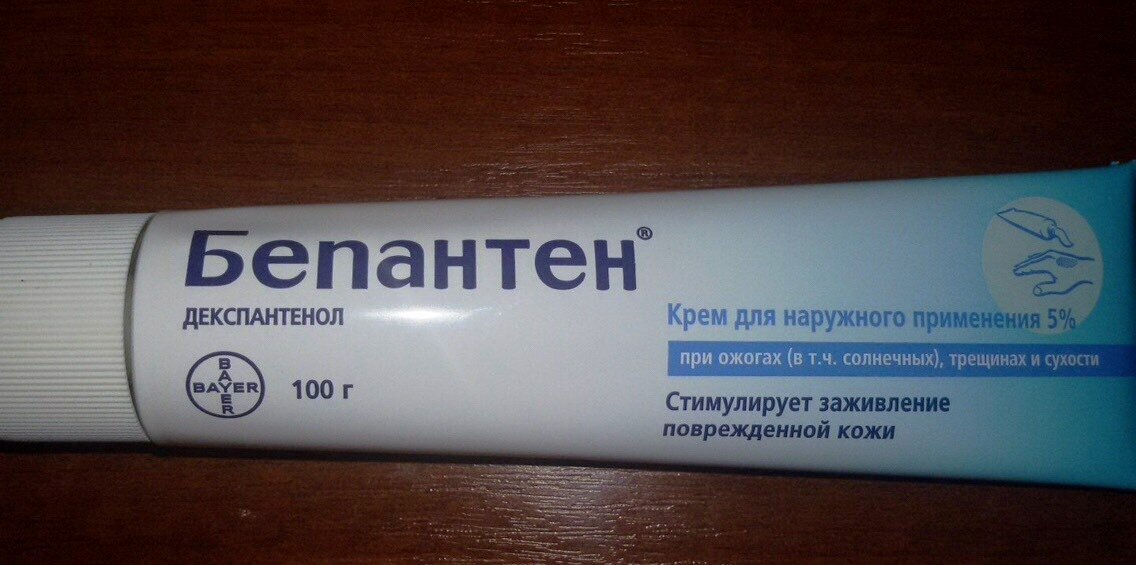 Бепантен®
ДЕКСПАНТЕНОЛ
BAYER
BAYER
100 г
Крем для наружного применения 5%
при ожогах (в т.ч. солнечных), трещинах и сухости
Стимулирует заживление
поврежденной кожи